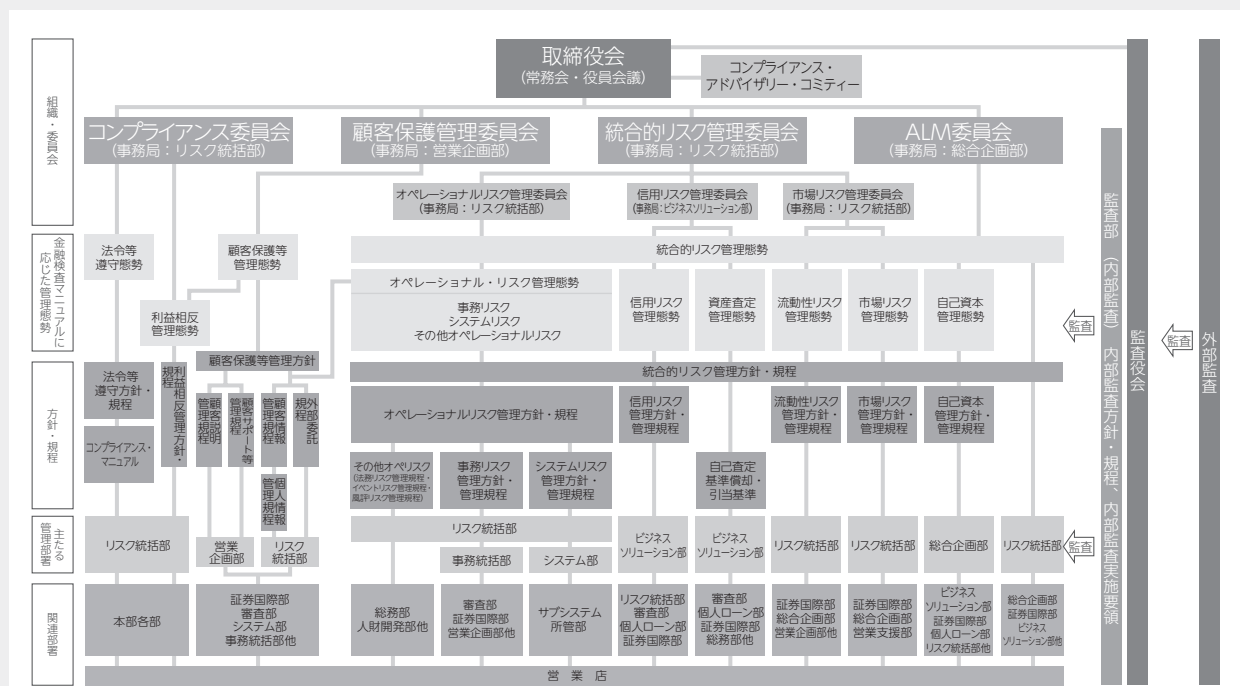 取締役会
(常務会・役員会議)
コンプライアンス・
アドバイザリー・コミティー
組織・委員会
コンプライアンス委員会
(事務局:リスク統括部)
顧客保護管理委員会
(事務局:営業企画部)
統合的リスク管理委員会
(事務局:リスク統括部)
ALM委員会
(事務局:総合企画部)
オペレーショナルリスク管理委員会
(事務局:リスク統括部)
信用リスク管理委員会
(事務局:ビジネスソリューション部)
市場リスク管理委員会
(事務局:リスク統括部)
金融検査マニュアルに
応じた管理態勢
法令等
遵守態勢
顧客保護等
管理態勢
利益相反
管理態勢
統合的リスク管理態勢
オペレーショナル・リスク管理態勢
事務リスク
システムリスク
その他オペレーショナルリスク
信用リスク
管理態勢
資産査定
管理態勢
流動性リスク
管理態勢
市場リスク
管理態勢
自己資本
管理態勢
方針・規程
法令等
遵守方針・
規程
コンプライアンス・
マニュアル
利益相反管理方針・
規程
顧客保護等管理方針
顧客説明
管理規程
顧客サポート等
管理規程
顧客情報
管理規程
外部委託
規程
個人情報
管理規程
統合的リスク管理方針・規程
オペレーショナルリスク管理方針・規程
その他オペリスク
(法務リスク管理規程・
イベントリスク管理規程・
風評リスク管理規程)
事務リスク
管理方針・
管理規程
システムリスク
管理方針・
管理規程
信用リスク
管理方針・
管理規程
自己査定
基準償却・
引当基準
流動性リスク
管理方針・
管理規程
市場リスク
管理方針・
管理規程
自己資本
管理方針・
管理規程
主たる
管理部署
リスク統括部
営業
企画部
リスク
統括部
リスク統括部
事務統括部
システム部
ビジネス
ソリューション部
ビジネス
ソリューション部
リスク統括部
リスク統括部
総合企画部
リスク統括部
関連部署
本部各部
証券国際部
審査部
システム部
事務統括部他
総務部
人財開発部他
審査部
証券国際部
営業企画部他
サブシステム
所管部
リスク統括部
審査部
個人ローン部
証券国際部
審査部
個人ローン部
証券国際部
総務部他
証券国際部
総合企画部
営業企画部他
証券国際部
総合企画部
営業支援部
ビジネス
ソリューション部
証券国際部
個人ローン部
リスク統括部他
総合企画部
証券国際部
ビジネス
ソリューション部他
営業店
監査
監査
監査部(内部監査)内部監査方針・規程、内部監査実施要領
監査役会
監査
外部監査